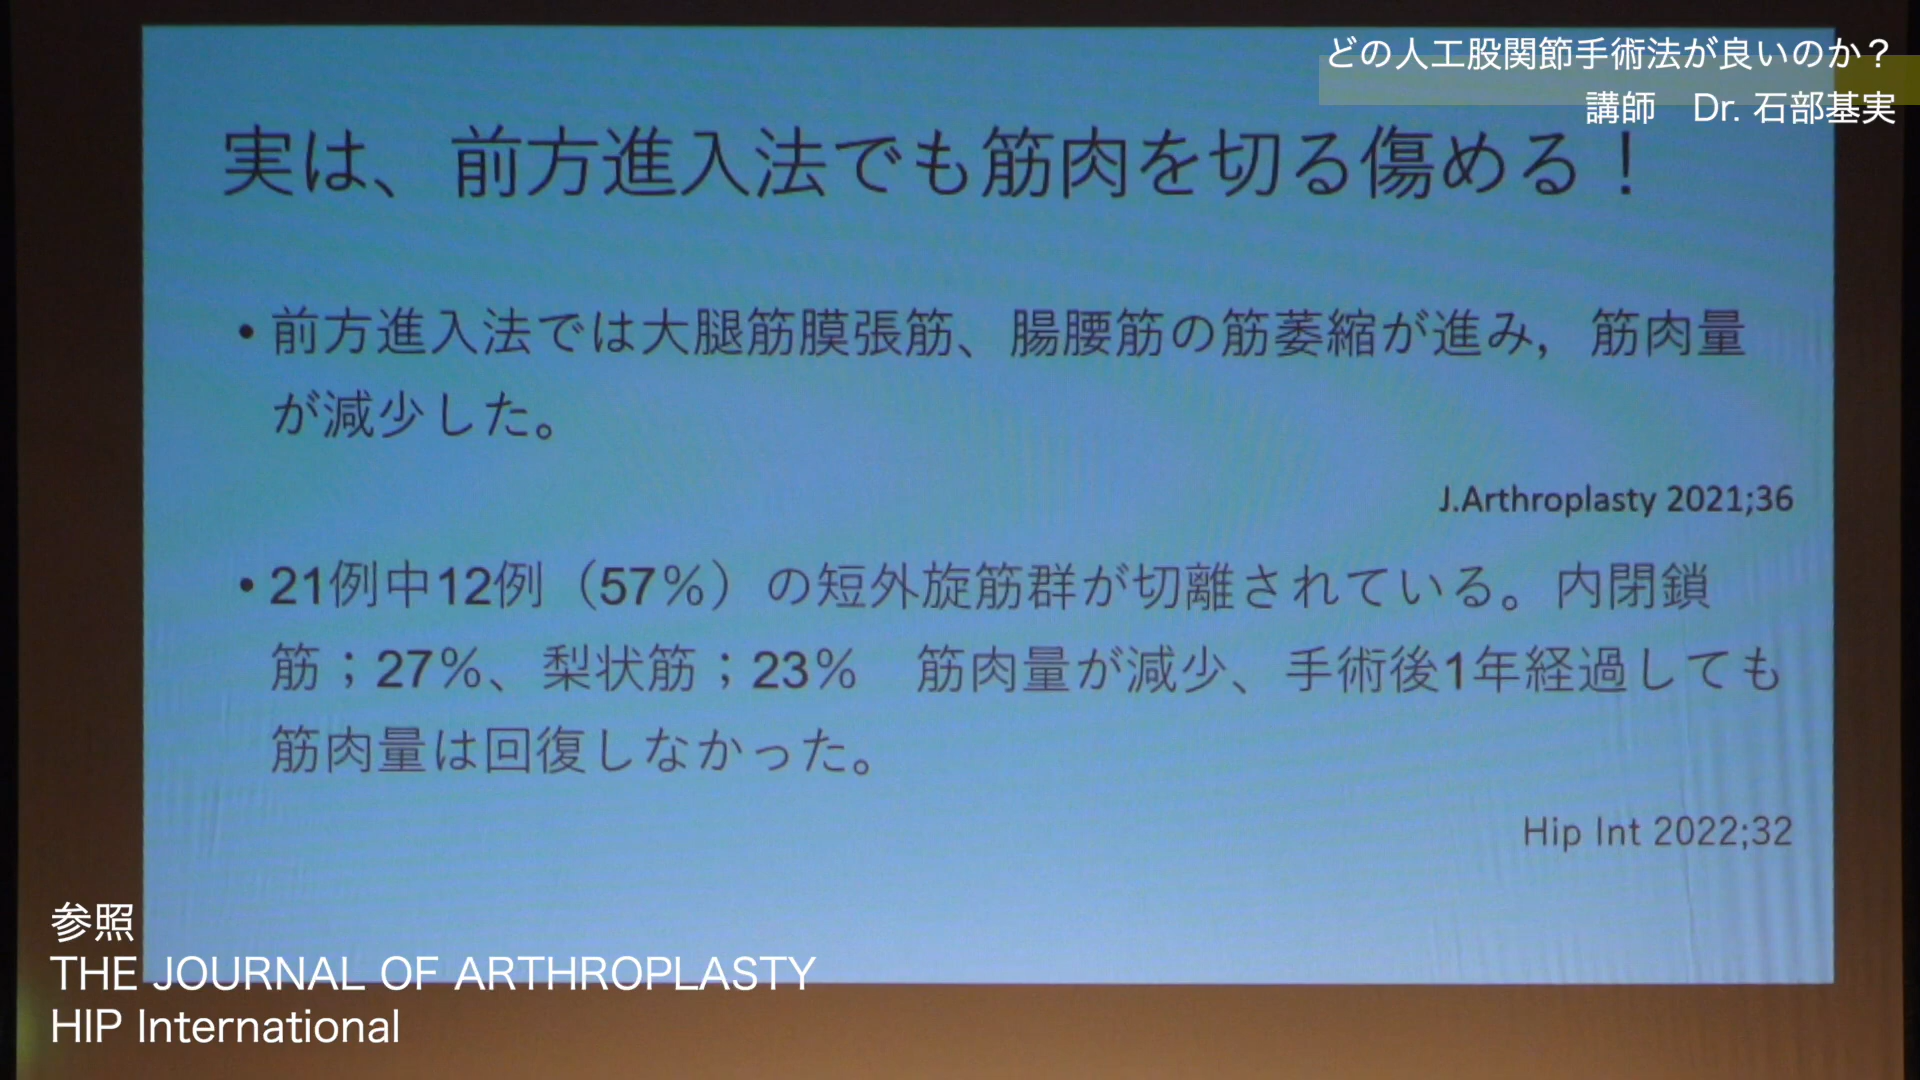 どの人工股関節手術法が良いのか？
講師　Dr. 石部基実
実は、前方進入法でも筋肉を切る傷める！
• 前方進入法では大腿筋膜張筋、腸腰筋の筋萎縮が進み，筋肉量
が減少した。
J.Arthroplasty 2021;36
• 21例中12例（57％）の短外旋筋群が切離されている。内閉鎖
筋；27％、梨状筋；23％　筋肉量が減少、手術後1年経過しても
筋肉量は回復しなかった。
Hip Int 2022;32
参照
THE JOURNAL OF ARTHROPLASTY
HIP International